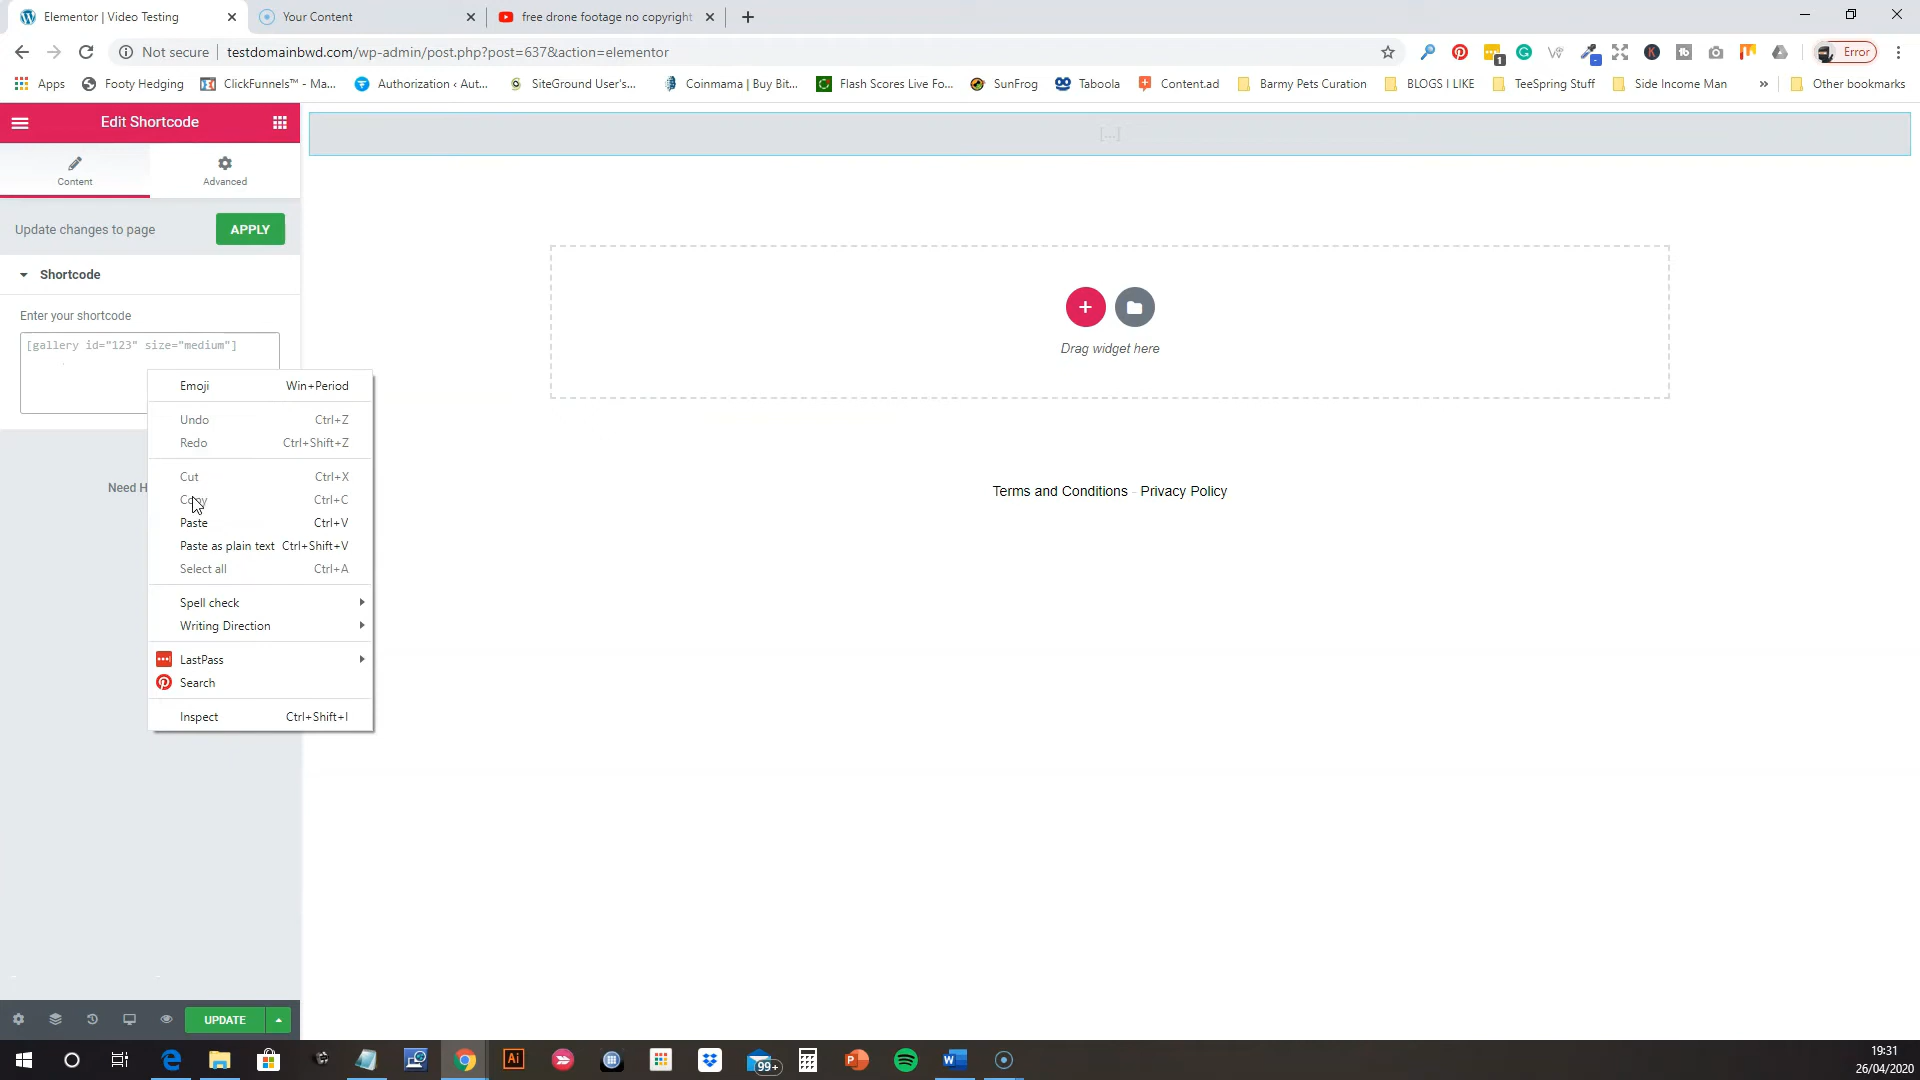 Elementor | Video Testing
Your Content
free drone footage no copyright
Not secure
testdomainbwd.com/wp-admin/post.php?post=637&action=elementor
1
Error
Apps
Footy Hedging
ClickFunnels™ - Ma...
Authorization ‹ Aut...
SiteGround User's...
Coinmama | Buy Bit...
Flash Scores Live Fo...
SunFrog
Taboola
Content.ad
Barmy Pets Curation
BLOGS I LIKE
TeeSpring Stuff
Side Income Man
»
Other bookmarks
Edit Shortcode
[...]
Content
Advanced
Update changes to page
APPLY
Shortcode
Enter your shortcode
[gallery id="123" size="medium"]
Drag widget here
Emoji Win+Period
Undo Ctrl+Z
Redo Ctrl+Shift+Z
Cut Ctrl+X
Copy Ctrl+C
Paste Ctrl+V
Paste as plain text Ctrl+Shift+V
Select all Ctrl+A
Spell check
Writing Direction
LastPass
Search
Inspect Ctrl+Shift+I
Need H
Terms and Conditions - Privacy Policy
UPDATE
Ai
99+
19:31
26/04/2020